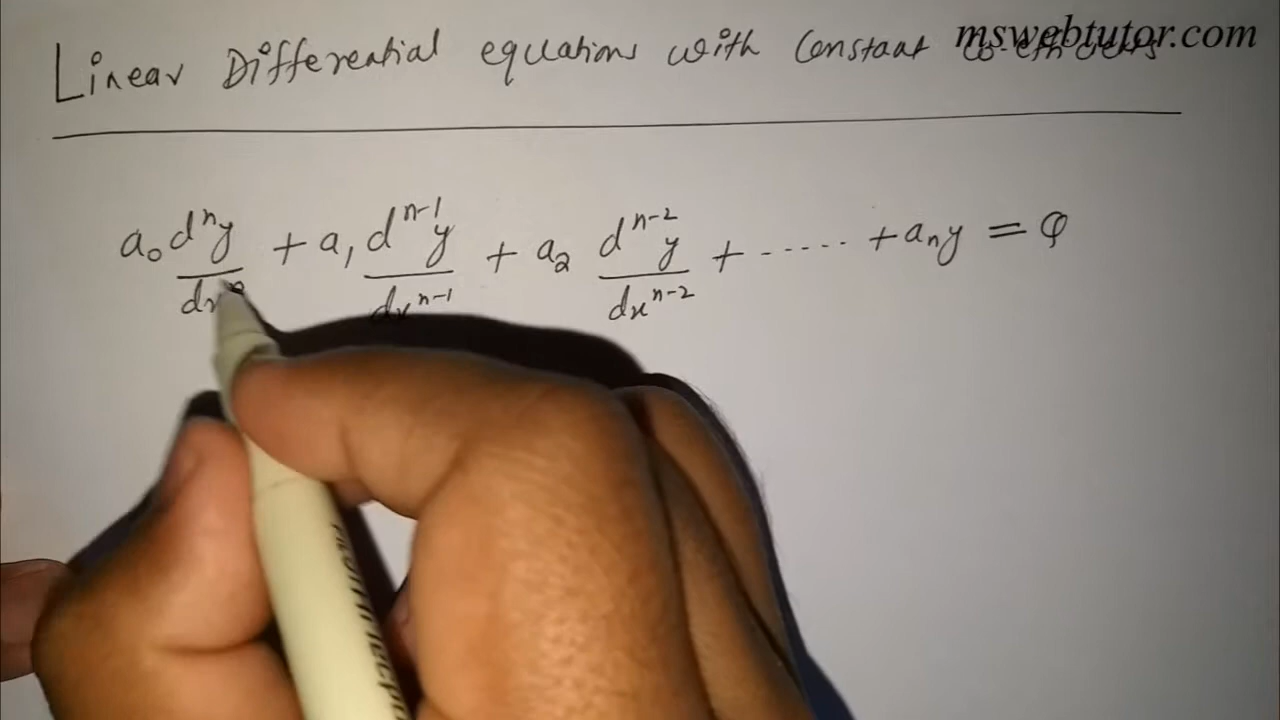 Linear Differential equations with Constant
mswebtutor.com
a₀ dⁿy + a₁ dⁿ⁻¹y + a₂ dⁿ⁻²y + ..... + aₙy = Q
dxⁿ dxⁿ⁻¹ dxⁿ⁻²